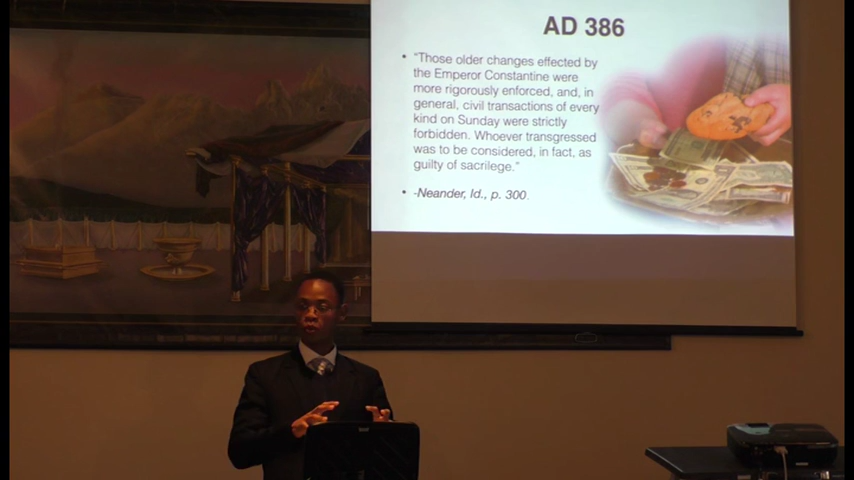 AD 386
• "Those older changes effected by
the Emperor Constantine were
more rigorously enforced, and, in
general, civil transactions of every
kind on Sunday were strictly
forbidden. Whoever transgressed
was to be considered, in fact, as
guilty of sacrilege."
• -Neander, Id., p. 300.